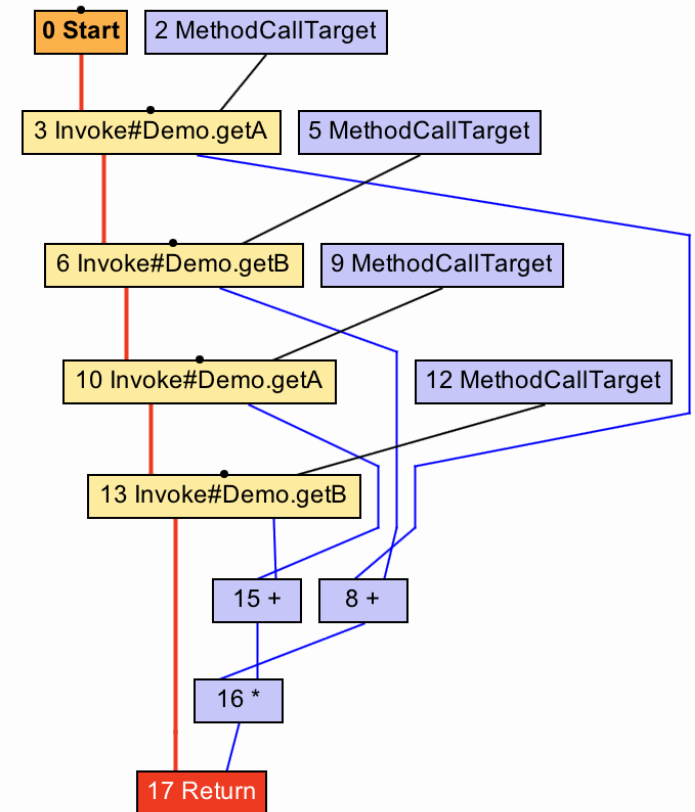 0 Start
2 MethodCallTarget
3 Invoke#Demo.getA
5 MethodCallTarget
6 Invoke#Demo.getB
9 MethodCallTarget
10 Invoke#Demo.getA
12 MethodCallTarget
13 Invoke#Demo.getB
15 +
8 +
16 *
17 Return